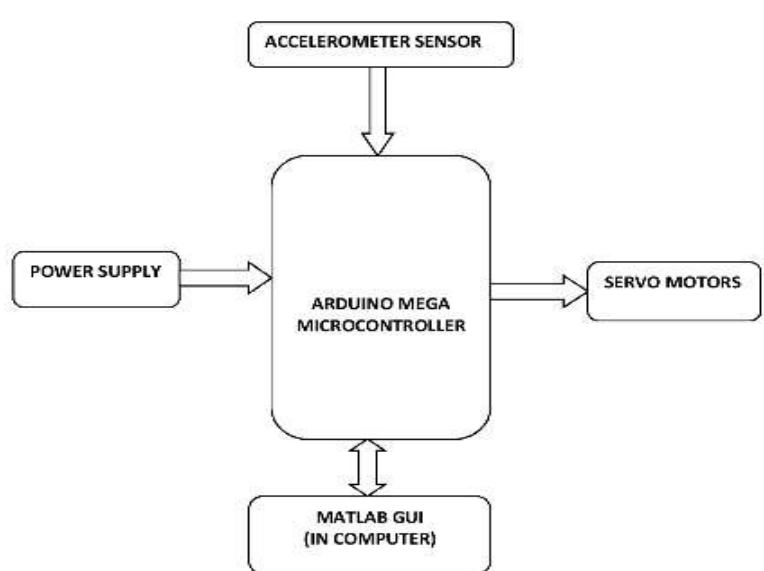 ACCELEROMETER SENSOR
POWER SUPPLY
ARDUINO MEGA
MICROCONTROLLER
SERVO MOTORS
MATLAB GUI
(IN COMPUTER)